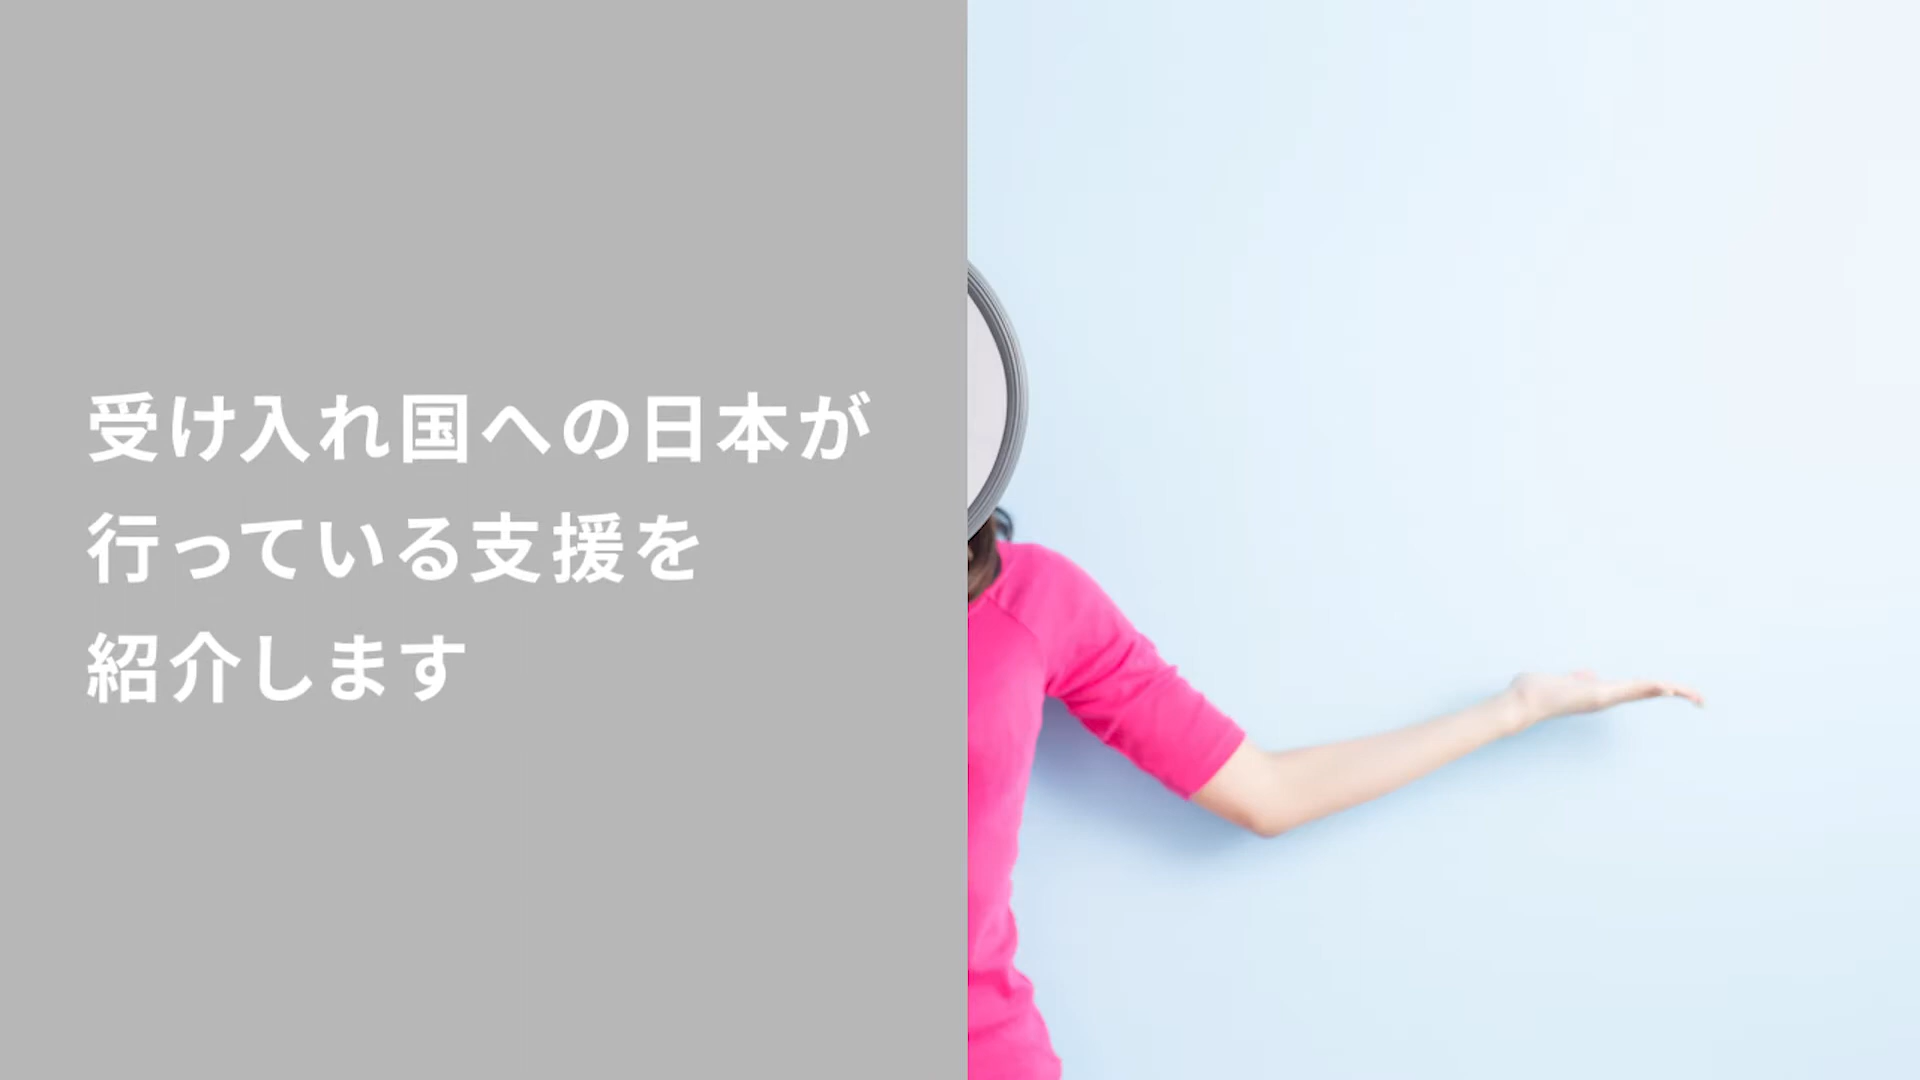 受け入れ国への日本が
行っている支援を
紹介します